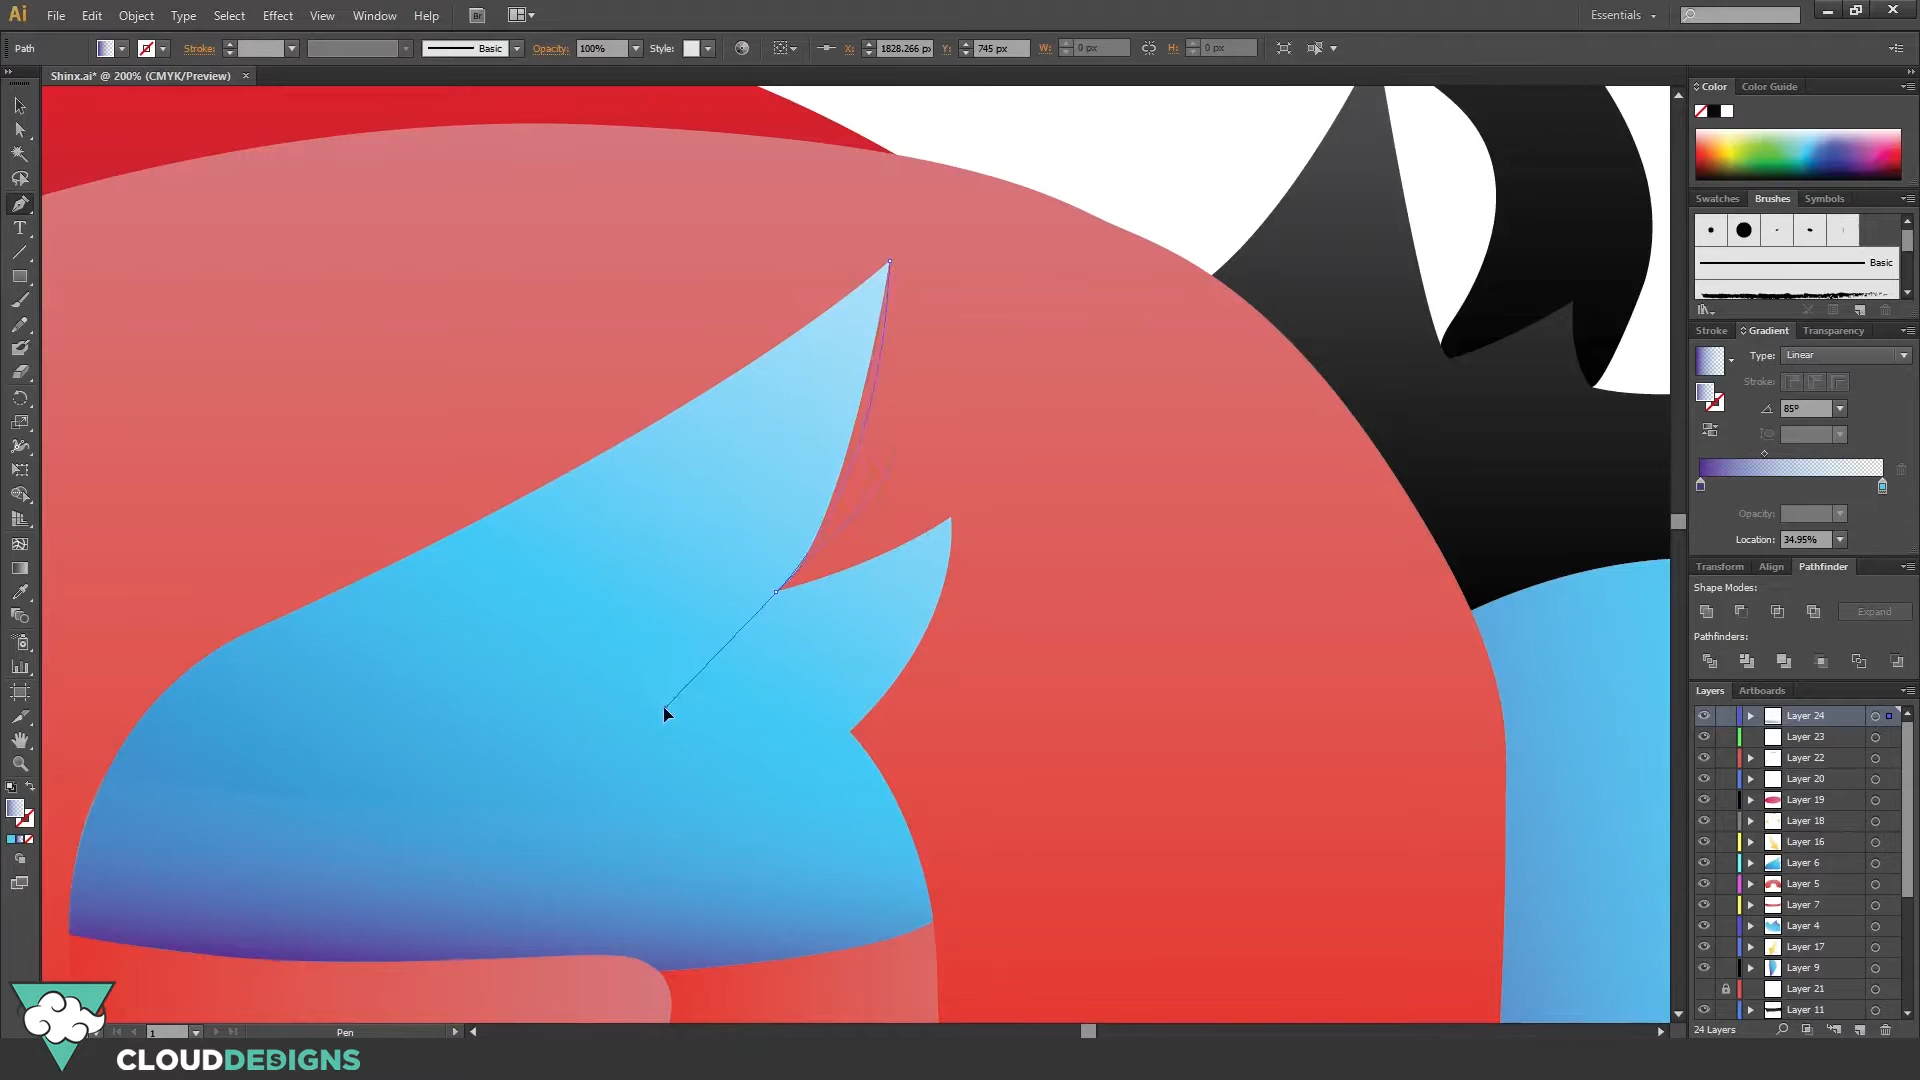 Ai File Edit Object Type Select Effect View Window Help Br Essentials
Path Stroke: Basic Opacity: 100% Style: X: 1828.266 px Y: 745 px W: 0 px H: 0 px
Shinx.ai* @ 200% (CMYK/Preview)
Color Color Guide
Swatches Brushes Symbols
Basic
Stroke Gradient Transparency
Type: Linear
Stroke:
85°
Opacity:
Location: 34.95%
Transform Align Pathfinder
Shape Modes:
Expand
Pathfinders:
Layers Artboards
Layer 24
Layer 23
Layer 22
Layer 20
Layer 19
Layer 18
Layer 16
Layer 6
Layer 5
Layer 7
Layer 4
Layer 17
Layer 9
Layer 21
Layer 11
24 Layers
1 Pen
CLOUDDESIGNS